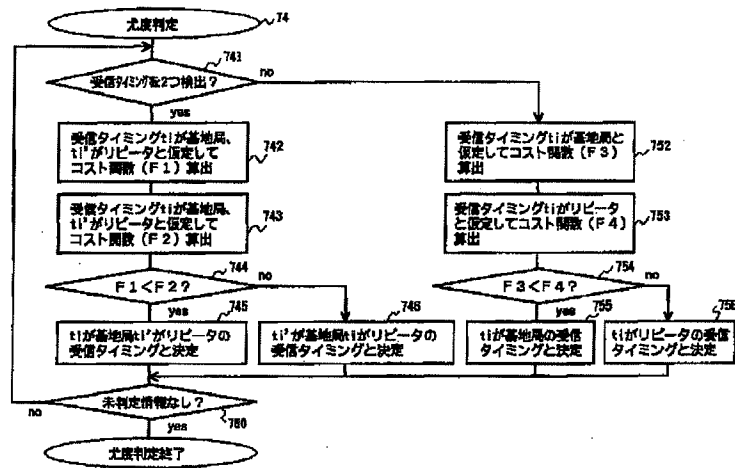 尤度判定
74
741
受信タイミングを2つ検出?
no
yes
受信タイミングtiが基地局、
ti'がリピータと仮定して
コスト関数(F1)算出
742
受信タイミングtiが基地局、
ti'がリピータと仮定して
コスト関数(F2)算出
743
744
F1<F2?
no
yes
745
tiが基地局ti'がリピータの
受信タイミングと決定
746
ti'が基地局tiがリピータの
受信タイミングと決定
受信タイミングtiが基地局と
仮定してコスト関数(F3)
算出
752
受信タイミングtiがリピータ
と仮定してコスト関数(F4)
算出
753
754
F3<F4?
no
yes
755
tiが基地局の受信
タイミングと決定
756
tiがリピータの受信
タイミングと決定
未判定情報なし?
no
yes
760
尤度判定終了